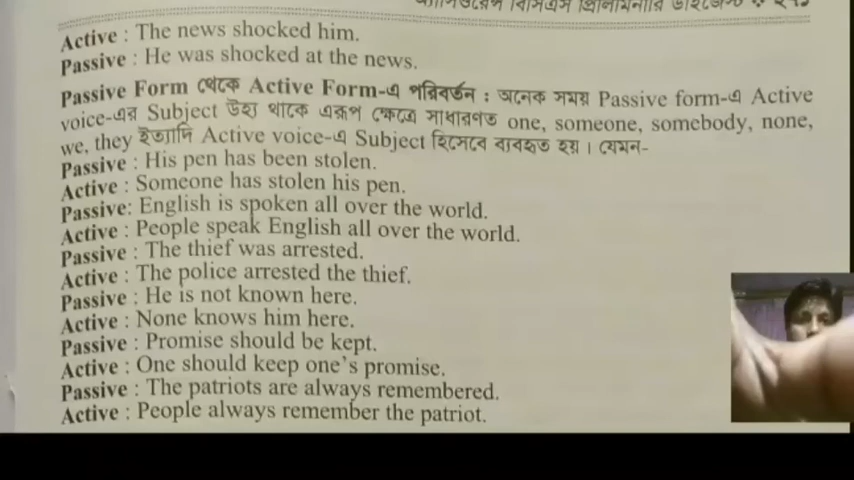 Active : The news shocked him.
Passive : He was shocked at the news.
Passive Form থেকে Active Form-এ পরিবর্তন : অনেক সময় Passive form-এ Active
voice-এর Subject উহ্য থাকে এরূপ ক্ষেত্রে সাধারণত one, someone, somebody, none,
we, they ইত্যাদি Active voice-এ Subject হিসেবে ব্যবহৃত হয়। যেমন-
Passive : His pen has been stolen.
Active : Someone has stolen his pen.
Passive: English is spoken all over the world.
Active : People speak English all over the world.
Passive : The thief was arrested.
Active : The police arrested the thief.
Passive : He is not known here.
Active : None knows him here.
Passive : Promise should be kept.
Active : One should keep one's promise.
Passive : The patriots are always remembered.
Active : People always remember the patriot.